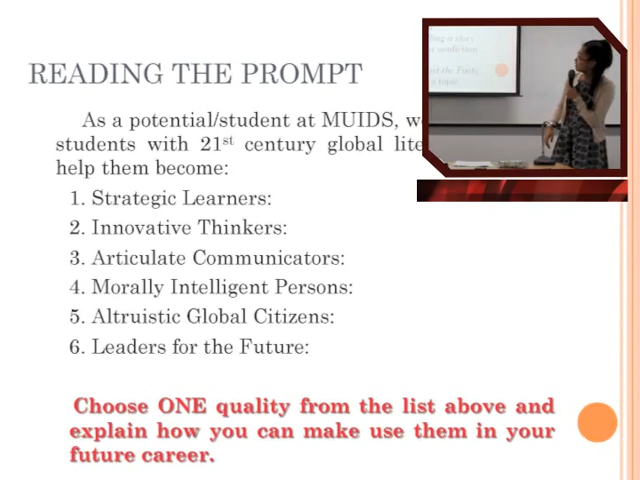 READING THE PROMPT
As a potential/student at MUIDS,
students with 21st century global
help them become:
1. Strategic Learners:
2. Innovative Thinkers:
3. Articulate Communicators:
4. Morally Intelligent Persons:
5. Altruistic Global Citizens:
6. Leaders for the Future:
Choose ONE quality from the list above and
explain how you can make use them in your
future career.
a story
nonfiction